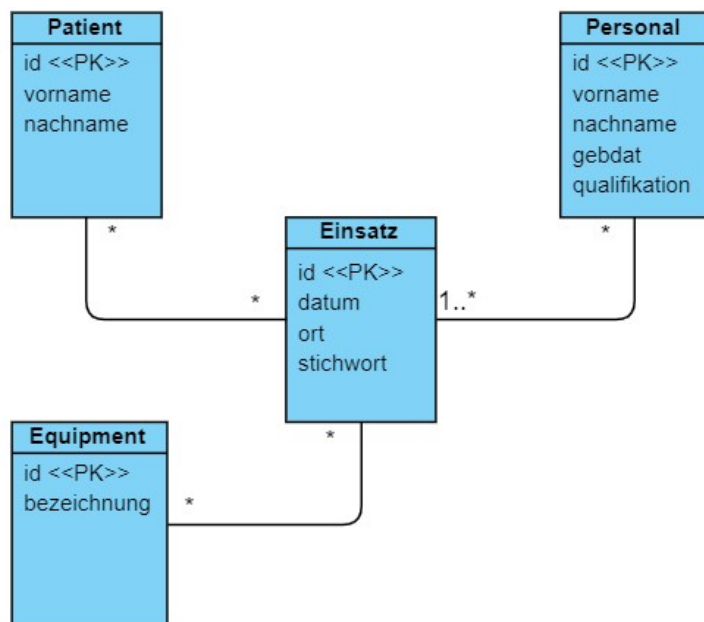 Patient
id <<PK>>
vorname
nachname
*
*
Personal
id <<PK>>
vorname
nachname
gebdat
qualifikation
*
1..*
Einsatz
id <<PK>>
datum
ort
stichwort
*
Equipment
id <<PK>>
bezeichnung
*